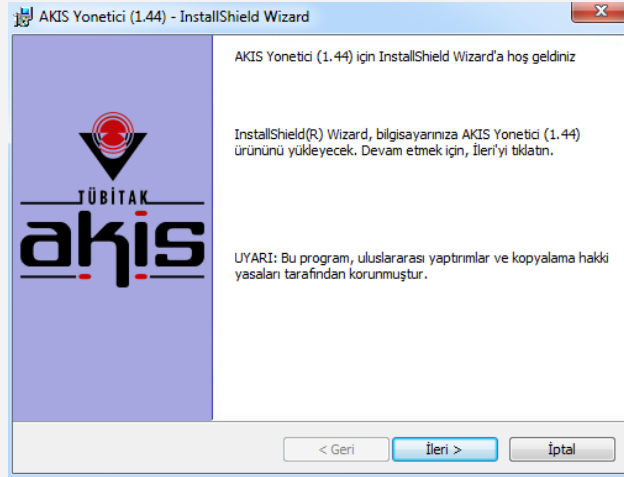 AKIS Yonetici (1.44) - InstallShield Wizard
AKIS Yonetici (1.44) için InstallShield Wizard'a hoş geldiniz
InstallShield(R) Wizard, bilgisayarınıza AKIS Yonetici (1.44)
ürününü yükleyecek. Devam etmek için, İleri'yi tıklatın.
TÜBİTAK
akis
UYARI: Bu program, uluslararası yaptırımlar ve kopyalama hakki
yasaları tarafından korunmuştur.
< Geri
İleri >
İptal